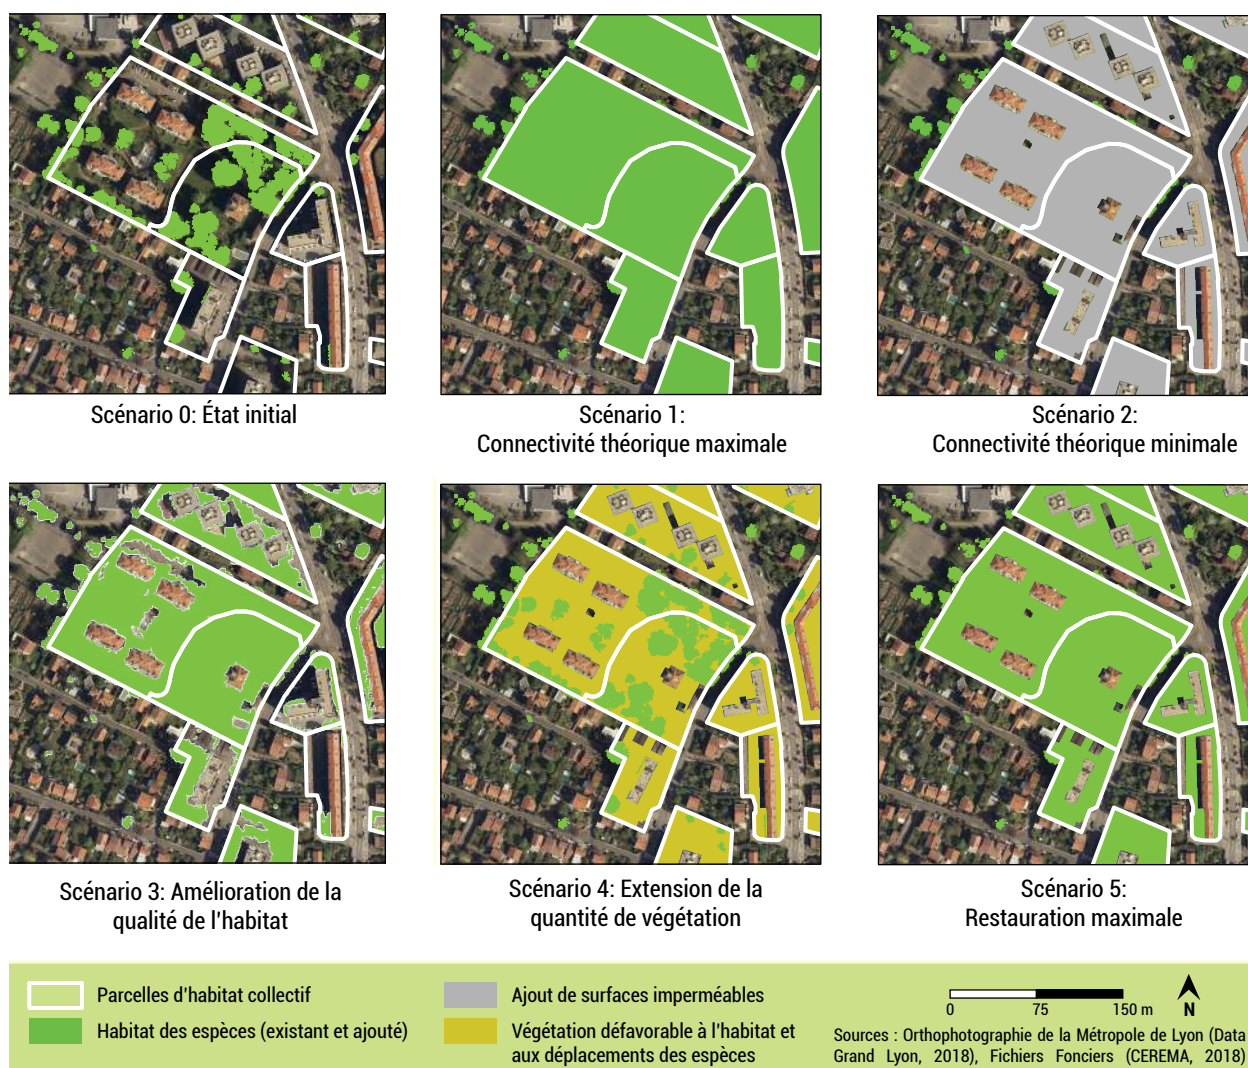 Scénario 0: État initial
Scénario 1:
Connectivité théorique maximale
Scénario 2:
Connectivité théorique minimale
Scénario 3: Amélioration de la
qualité de l'habitat
Scénario 4: Extension de la
quantité de végétation
Scénario 5:
Restauration maximale
Parcelles d'habitat collectif
Habitat des espèces (existant et ajouté)
Ajout de surfaces imperméables
Végétation défavorable à l'habitat et
aux déplacements des espèces
0 75 150 m
N
Sources : Orthophotographie de la Métropole de Lyon (Data
Grand Lyon, 2018), Fichiers Fonciers (CEREMA, 2018)